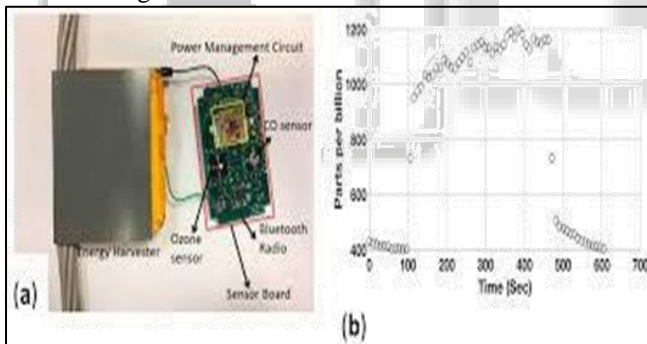 Power Management Circuit
CO sensor
Energy Harvester
Ozone
sensor
Bluetooth
Radio
Sensor Board
(a)
Parts per billion
1200
1000
800
600
400
0
100
200
300
400
500
600
700
Time (Sec)
(b)